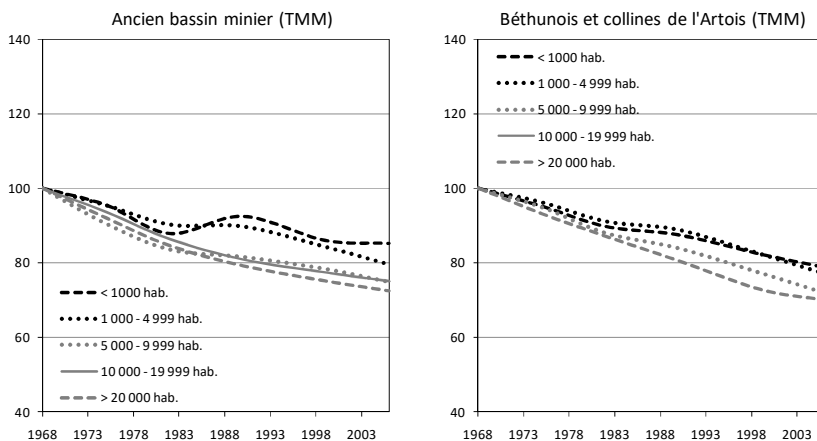 Ancien bassin minier (TMM)
140
120
100
80
60
40
< 1000 hab.
1 000 - 4 999 hab.
5 000 - 9 999 hab.
10 000 - 19 999 hab.
> 20 000 hab.
1968 1973 1978 1983 1988 1993 1998 2003
Béthunois et collines de l'Artois (TMM)
140
120
100
80
60
40
< 1000 hab.
1 000 - 4 999 hab.
5 000 - 9 999 hab.
10 000 - 19 999 hab.
> 20 000 hab.
1968 1973 1978 1983 1988 1993 1998 2003